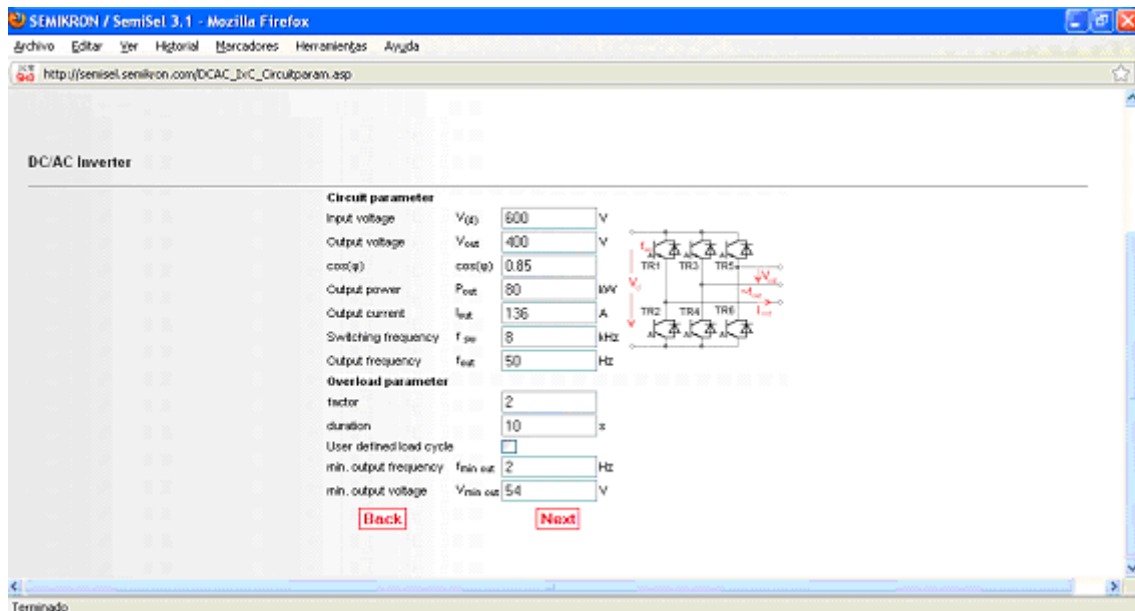 SEMIKRON / SemiSel 3.1 - Mozilla Firefox
Archivo Editar Ver Historial Marcadores Herramientas Ayuda
http://semisel.semikron.com/DCAC_IxC_Circuitparam.asp
DC/AC Inverter
Circuit parameter
Input voltage V(d) 600 V
Output voltage Vout 400 V
cos(φ) cos(φ) 0.85
Output power Pout 80 kW
Output current Iout 136 A
Switching frequency f sw 8 kHz
Output frequency fout 50 Hz
Overload parameter
factor 2
duration 10 s
User defined load cycle
min. output frequency fmin out 2 Hz
min. output voltage Vmin out 54 V
TR1 TR3 TR5
Vd Vout
Iout
TR2 TR4 TR6
Back Next
Terminado